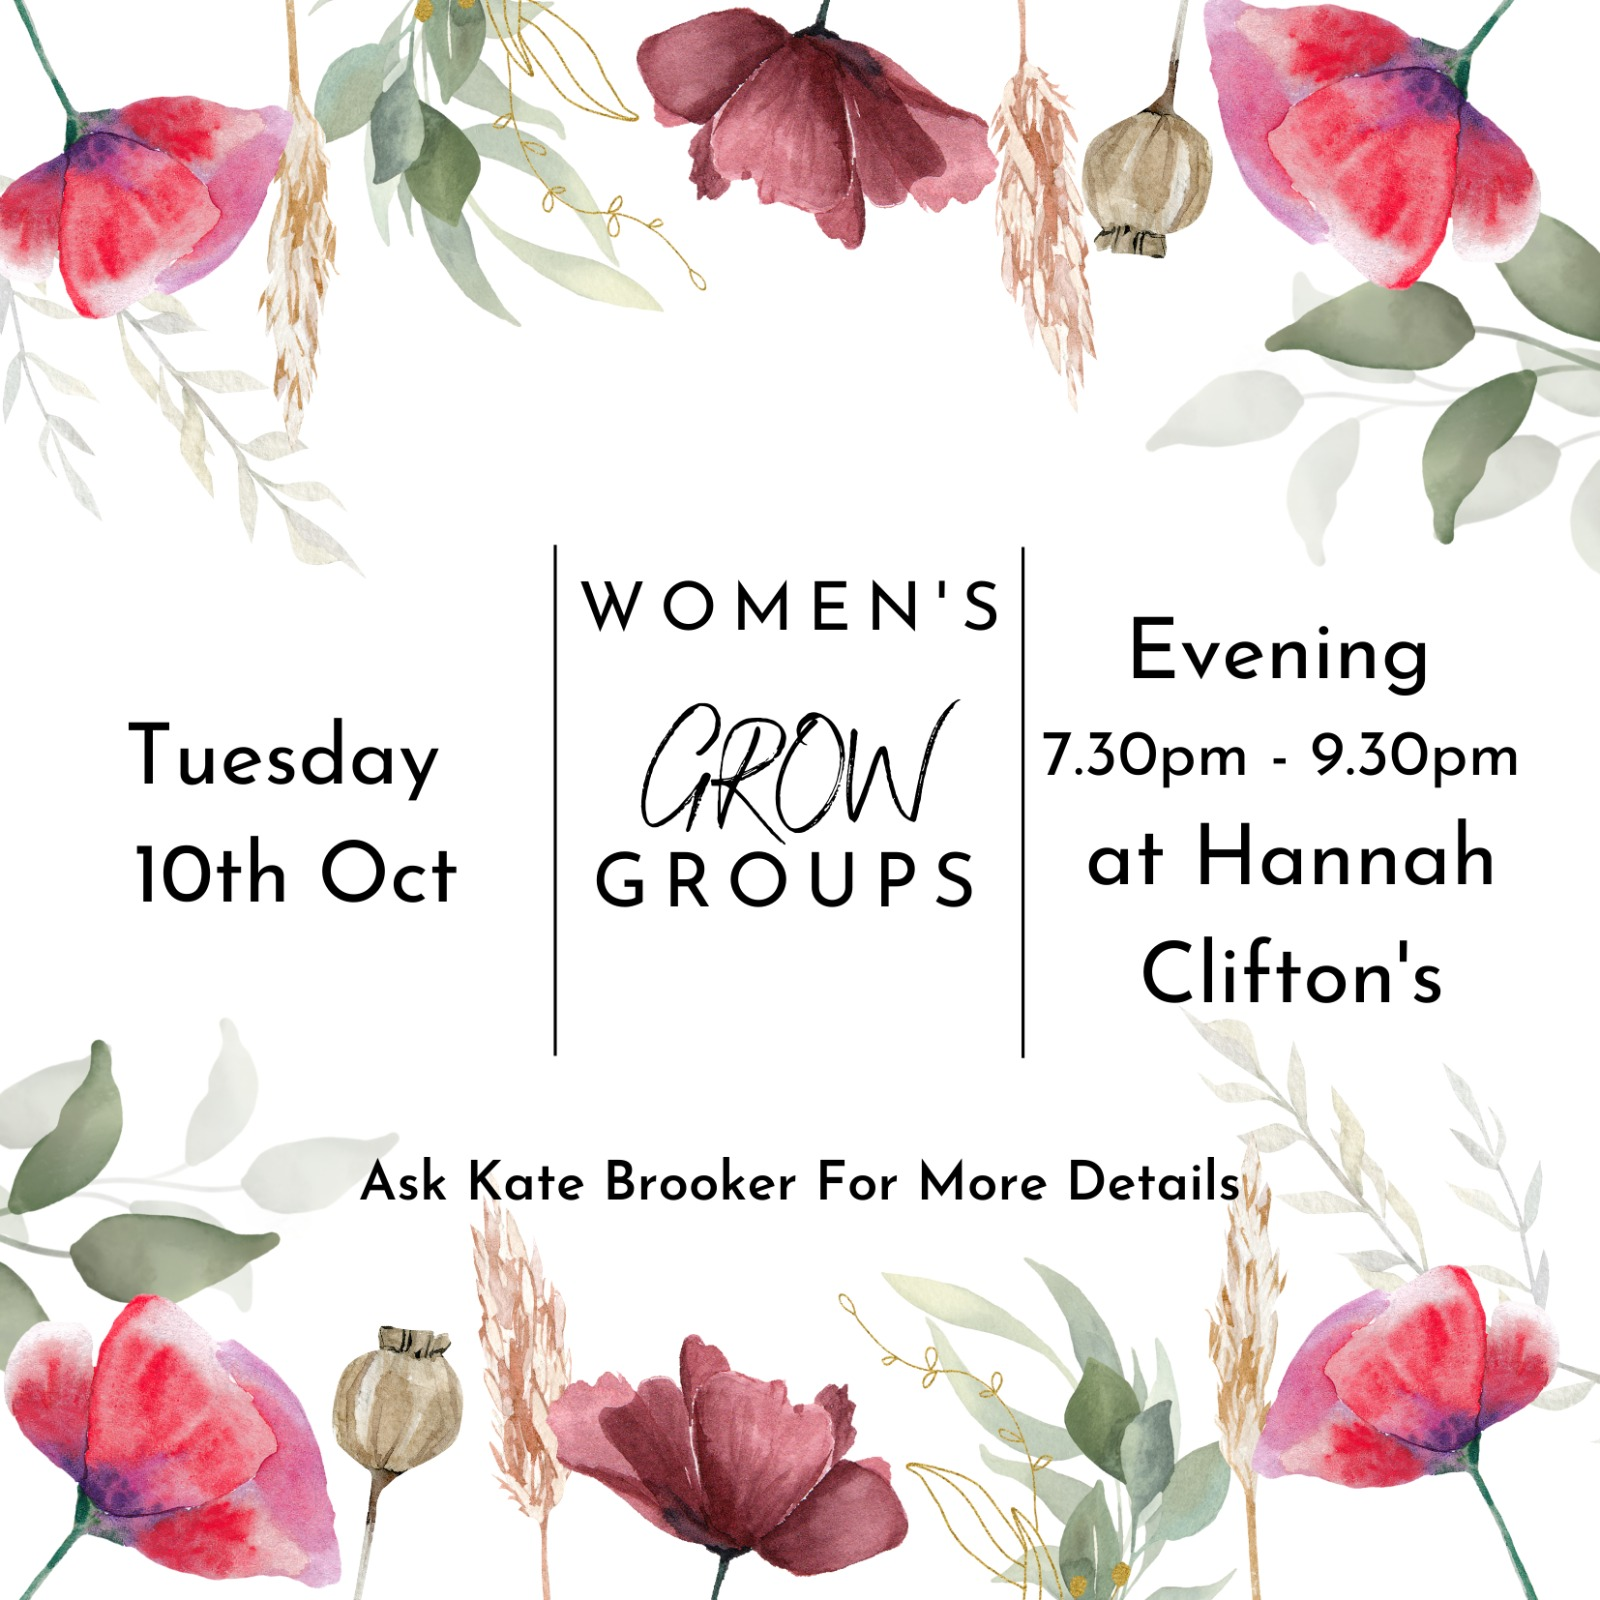 Tuesday
10th Oct
WOMEN'S
GROW
GROUPS
Evening
7.30pm - 9.30pm
at Hannah
Clifton's
Ask Kate Brooker For More Details